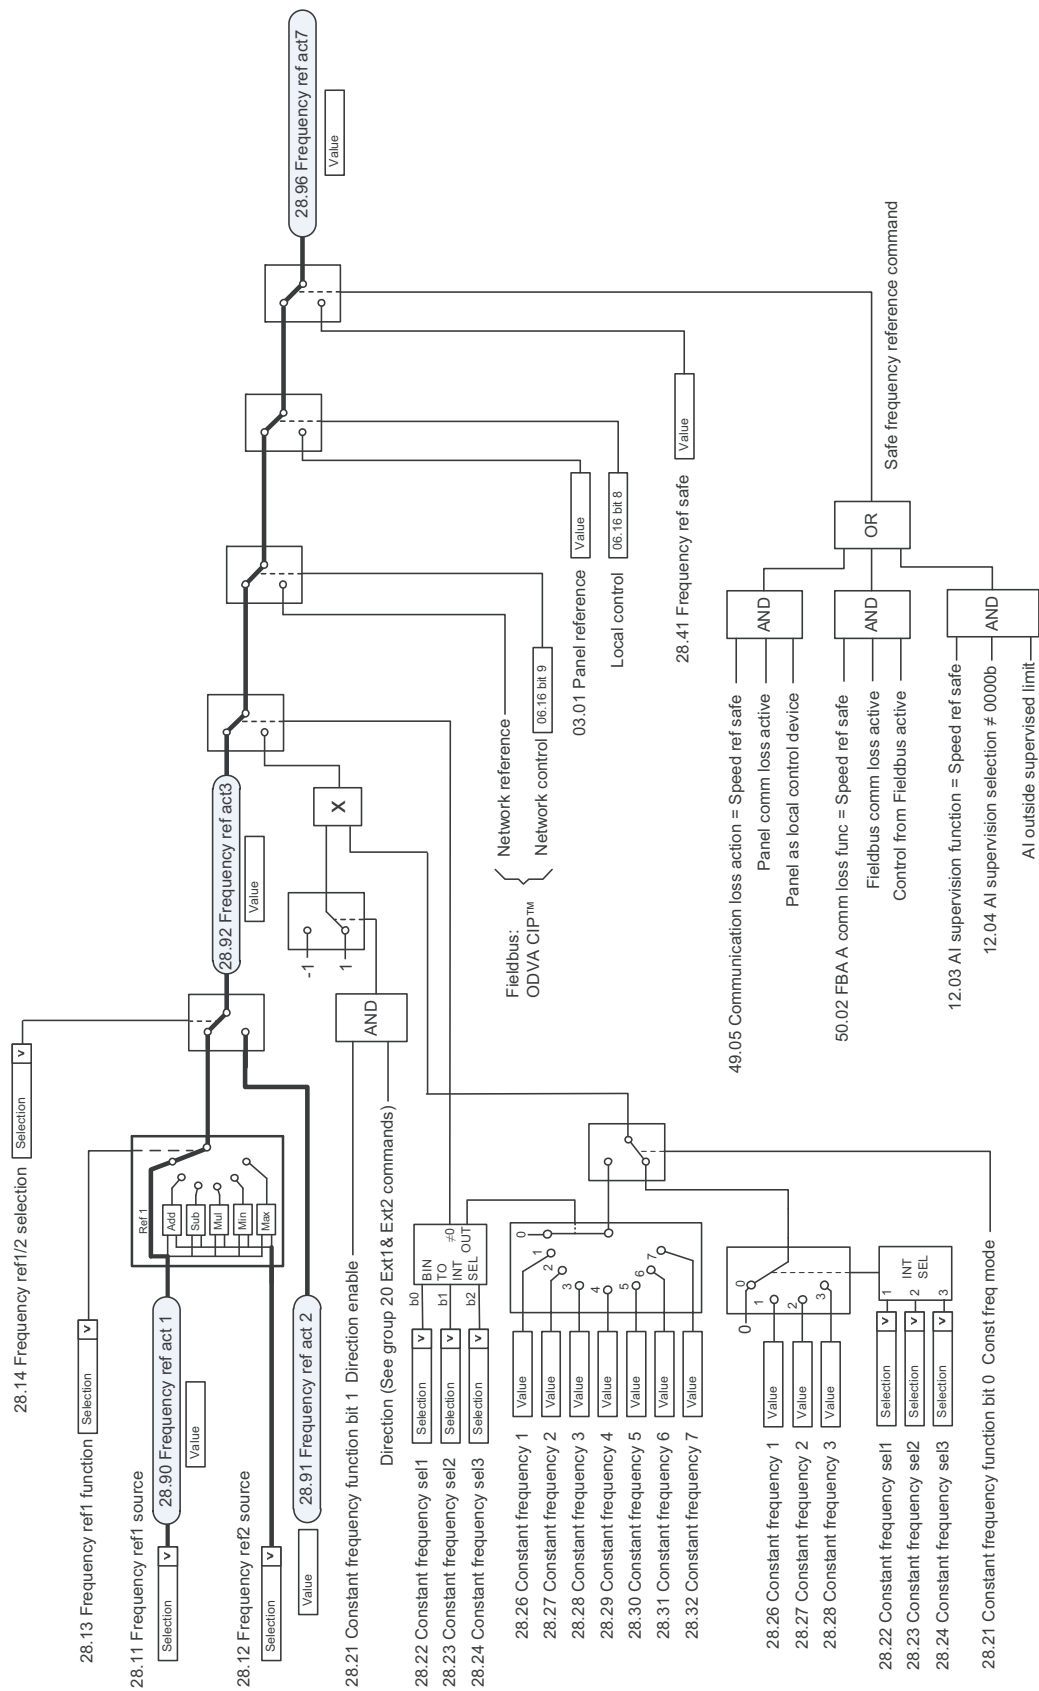 28.14 Frequency ref1/2 selection
Selection
v
28.13 Frequency ref1 function
Selection
v
28.11 Frequency ref1 source
Selection
v
28.90 Frequency ref act 1
Value
Ref 1
Add
Sub
Mul
Min
Max
28.12 Frequency ref2 source
Selection
v
28.91 Frequency ref act 2
Value
28.92 Frequency ref act3
Value
28.96 Frequency ref act7
Value
28.21 Constant frequency function bit 1 Direction enable
Direction (See group 20 Ext1& Ext2 commands)
AND
-1
1
X
28.22 Constant frequency sel1
Selection
v
b0
28.23 Constant frequency sel2
Selection
v
b1
28.24 Constant frequency sel3
Selection
v
b2
BIN
TO
INT
SEL
≠0
OUT
28.26 Constant frequency 1
Value
28.27 Constant frequency 2
Value
28.28 Constant frequency 3
Value
28.29 Constant frequency 4
Value
28.30 Constant frequency 5
Value
28.31 Constant frequency 6
Value
28.32 Constant frequency 7
Value
0
1
2
3
4
5
6
7
28.26 Constant frequency 1
Value
28.27 Constant frequency 2
Value
28.28 Constant frequency 3
Value
0
0
1
2
3
28.22 Constant frequency sel1
Selection
v
1
28.23 Constant frequency sel2
Selection
v
2
28.24 Constant frequency sel3
Selection
v
3
INT
SEL
28.21 Constant frequency function bit 0 Const freq mode
Fieldbus:
ODVA CIP™
Network reference
Network control
06.16 bit 9
03.01 Panel reference
Value
Local control
06.16 bit 8
28.41 Frequency ref safe
Value
49.05 Communication loss action = Speed ref safe
Panel comm loss active
Panel as local control device
AND
50.02 FBA A comm loss func = Speed ref safe
Fieldbus comm loss active
Control from Fieldbus active
AND
12.03 AI supervision function = Speed ref safe
12.04 AI supervision selection ≠ 0000b
AI outside supervised limit
AND
OR
Safe frequency reference command